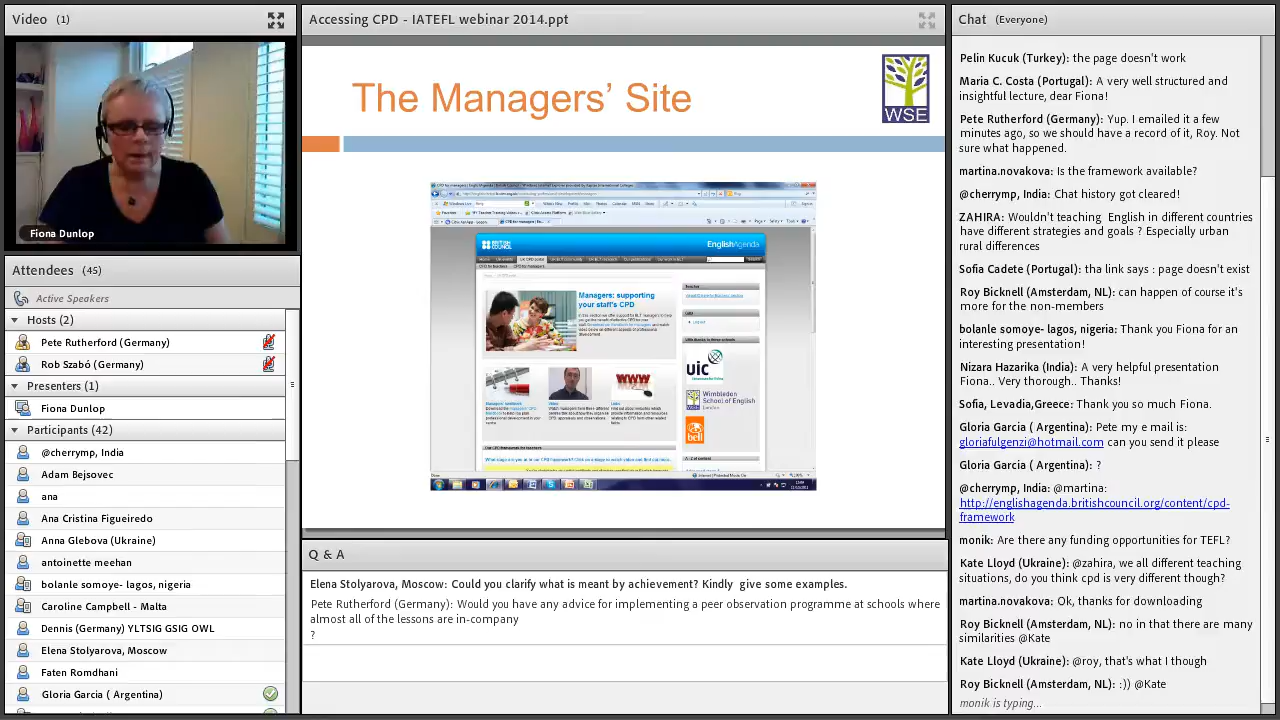 Video (1)
Fiona Dunlop
Attendees (45)
Active Speakers
Hosts (2)
Pete Rutherford (Germany)
Rob Szabó (Germany)
Presenters (1)
Fiona Dunlop
Participants (42)
@cherrymp, India
Adam Bejsovec
ana
Ana Cristina Figueiredo
Anna Glebova (Ukraine)
antoinette meehan
bolanle somoye- lagos, nigeria
Caroline Campbell - Malta
Dennis (Germany) YLTSIG GSIG OWL
Elena Stolyarova, Moscow
Faten Romdhani
Gloria Garcia ( Argentina)
Accessing CPD - IATEFL webinar 2014.ppt
The Managers' Site
WSE
BRITISH
COUNCIL
EnglishAgenda
Managers: supporting
your staff's CPD
uic
Wimbledon
School of English
London
bell
Q & A
Elena Stolyarova, Moscow: Could you clarify what is meant by achievement? Kindly give some examples.
Pete Rutherford (Germany): Would you have any advice for implementing a peer observation programme at schools where
almost all of the lessons are in-company
?
Chat (Everyone)
Pelin Kucuk (Turkey): the page doesn't work
Maria C. Costa (Portugal): A very well structured and
insightful lecture, dear Fiona!
Pete Rutherford (Germany): Yup. I emailed it a few
minutes ago, so we should have a record of it, Roy. Not
sure what happened.
martina.novakova: Is the table downloadable?
@cherrymp, India: Chat history got cleared
ZAHIRA: Wouldn't teaching English in different countries
have different strategies and goals ? Especially urban
rural differences
Sonia Cadete (Portugal): the link says : page doesn't exist
Roy Bicknell (Amsterdam, NL): thnx, then of course it's
more for the non-members
bolanle somoye- lagos, nigeria: Thank you Fiona for an
interesting presentation!
Nizara Hazarika (India): A very helpful presentation
Fiona.. Very thorough. Thanks!
Sofia Levadia,Greece: Thank you so much, Fiona!
Gloria Garcia ( Argentina): Pete my e mail is:
gloriafulgenzi@hotmail.com can you send the book
Gloria Garcia ( Argentina): ?
@cherrymp, India: @martina:
http://englishagenda.britishcouncil.org/content/cpd-
framework
monik: Are there any funding opportunities for TEFL?
Kate Lloyd (Ukraine): @zahira, we all different teaching
situations, do you think cpd is very different though?
martina.novakova: Ok, thanks for downloading
Roy Bicknell (Amsterdam, NL): no in that there are many
similarities @Kate
Kate Lloyd (Ukraine): @roy, that's what I though
Roy Bicknell (Amsterdam, NL): :)) @Kate
monik is typing...